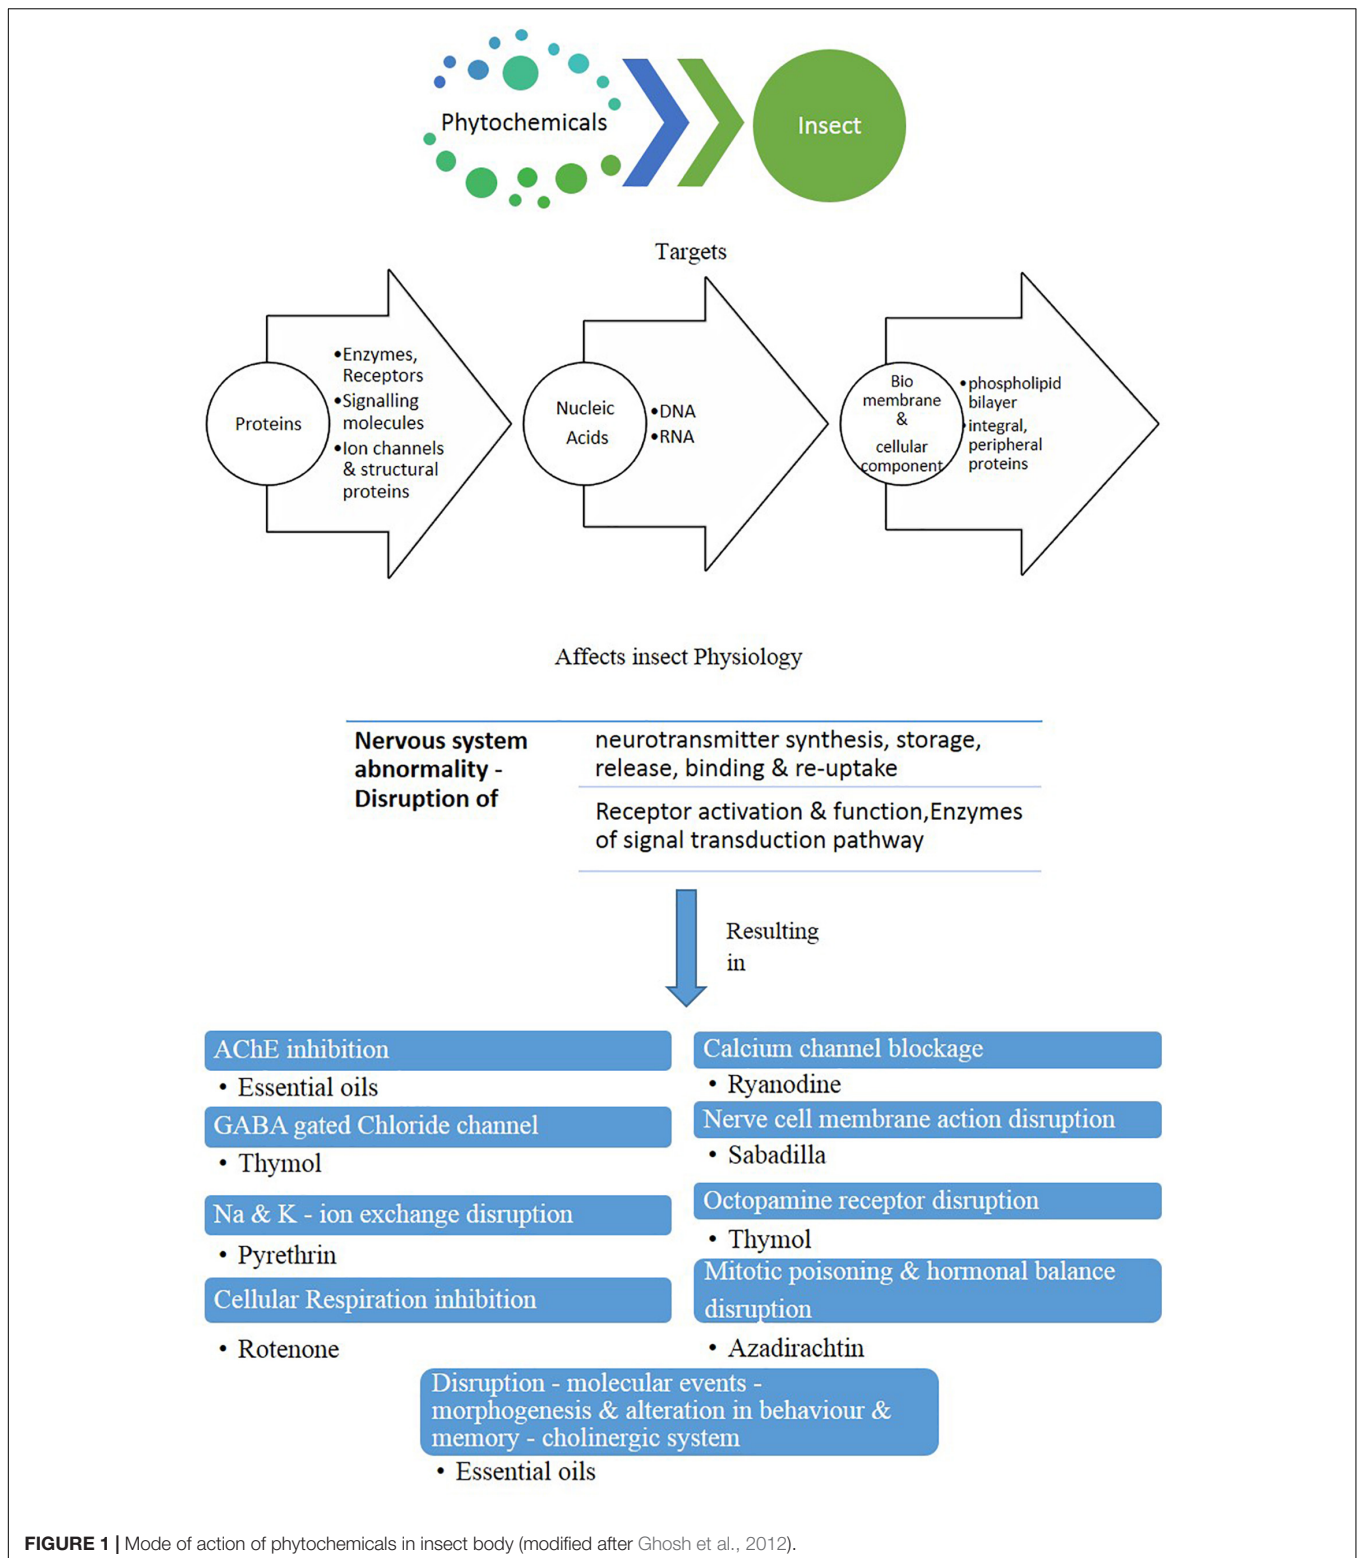 Phytochemicals
Insect
Targets
Proteins
•Enzymes,
Receptors
•Signalling
molecules
•Ion channels
& structural
proteins
Nucleic
Acids
•DNA
•RNA
Bio
membrane
&
cellular
component
•phospholipid
bilayer
•integral,
peripheral
proteins
Affects insect Physiology
Nervous system
abnormality -
Disruption of
neurotransmitter synthesis, storage,
release, binding & re-uptake
Receptor activation & function,Enzymes
of signal transduction pathway
Resulting
in
AChE inhibition
• Essential oils
GABA gated Chloride channel
• Thymol
Na & K - ion exchange disruption
• Pyrethrin
Cellular Respiration inhibition
• Rotenone
Calcium channel blockage
• Ryanodine
Nerve cell membrane action disruption
• Sabadilla
Octopamine receptor disruption
• Thymol
Mitotic poisoning & hormonal balance
disruption
• Azadirachtin
Disruption - molecular events -
morphogenesis & alteration in behaviour &
memory - cholinergic system
• Essential oils
FIGURE 1 | Mode of action of phytochemicals in insect body (modified after Ghosh et al., 2012).